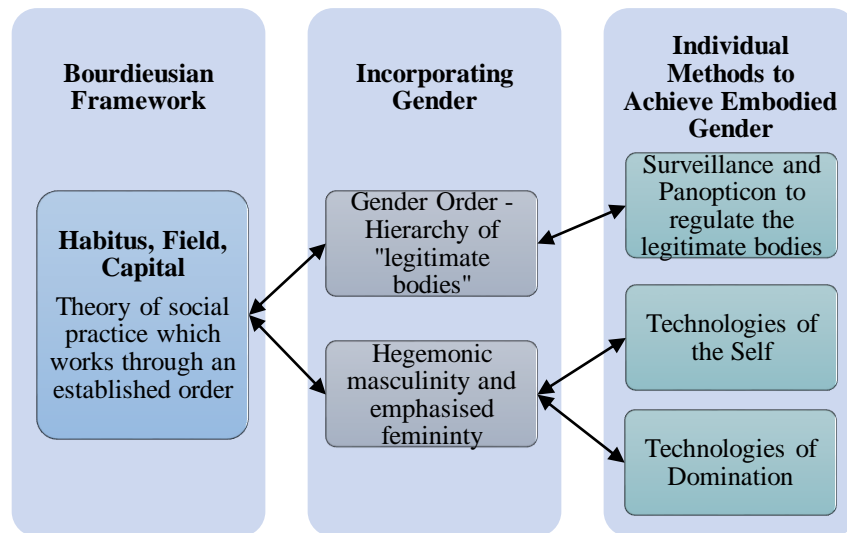 Bourdieusian
Framework
Habitus, Field,
Capital
Theory of social
practice which
works through an
established order
Incorporating
Gender
Gender Order -
Hierarchy of
"legitimate
bodies"
Hegemonic
masculinity and
emphasised
femininty
Individual
Methods to
Achieve Embodied
Gender
Surveillance and
Panopticon to
regulate the
legitimate bodies
Technologies of
the Self
Technologies of
Domination